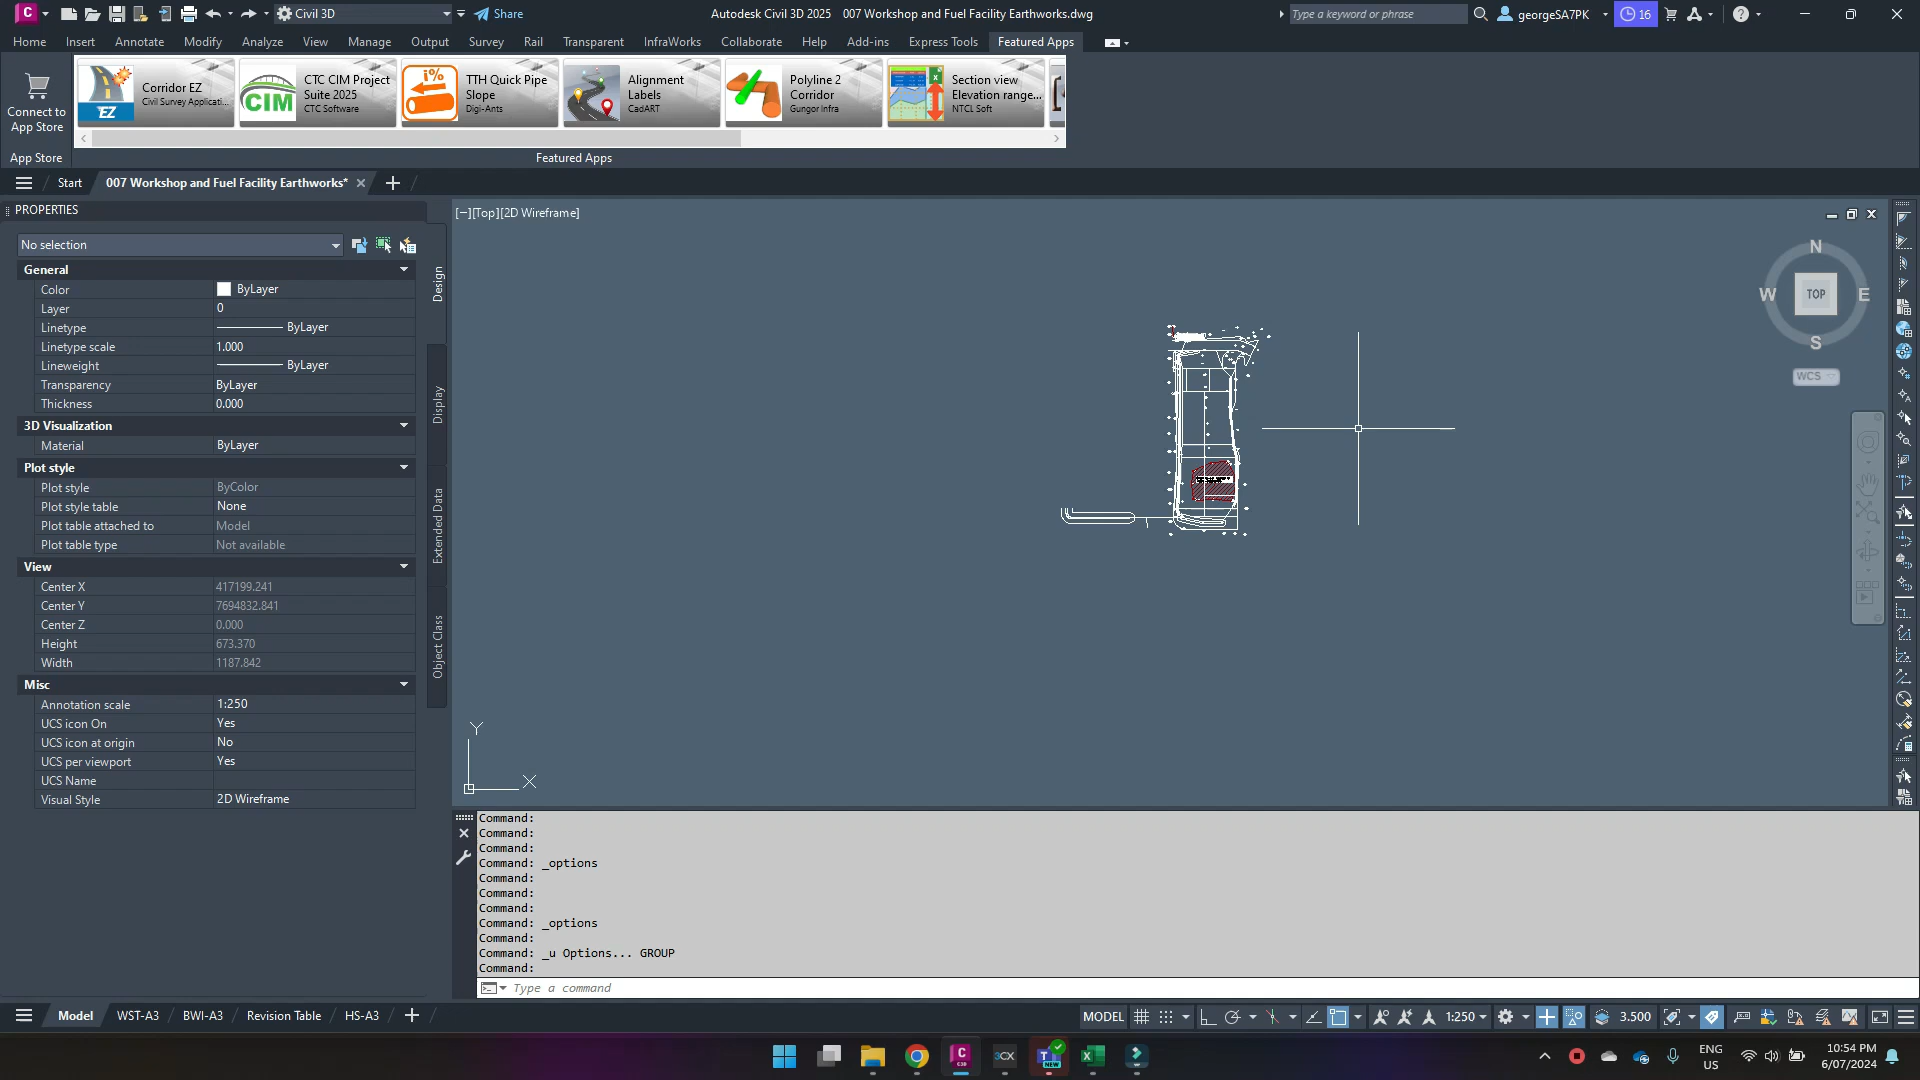 C
Civil 3D
Share
Autodesk Civil 3D 2025 007 Workshop and Fuel Facility Earthworks.dwg
Type a keyword or phrase
georgeSA7PK
16
Home Insert Annotate Modify Analyze View Manage Output Survey Rail Transparent InfraWorks Collaborate Help Add-ins Express Tools Featured Apps
Connect to
App Store
App Store
EZ
Corridor EZ
Civil Survey Applicati...
CIM
CTC CIM Project
Suite 2025
CTC Software
i%
TTH Quick Pipe
Slope
Digi-Ants
Alignment
Labels
CadART
Polyline 2
Corridor
Gungor Infra
Section view
Elevation range...
NTCL Soft
Featured Apps
Start
007 Workshop and Fuel Facility Earthworks*
PROPERTIES
No selection
General
Color ByLayer
Layer 0
Linetype ByLayer
Linetype scale 1.000
Lineweight ByLayer
Transparency ByLayer
Thickness 0.000
3D Visualization
Material ByLayer
Plot style
Plot style ByColor
Plot style table None
Plot table attached to Model
Plot table type Not available
View
Center X 417199.241
Center Y 7694832.841
Center Z 0.000
Height 673.370
Width 1187.842
Misc
Annotation scale 1:250
UCS icon On Yes
UCS icon at origin No
UCS per viewport Yes
UCS Name
Visual Style 2D Wireframe
Design
Display
Extended Data
Object Class
[−][Top][2D Wireframe]
N
W TOP E
S
WCS
Y
X
Command:
Command:
Command:
Command: _options
Command:
Command:
Command:
Command: _options
Command:
Command: _u Options... GROUP
Command:
Type a command
Model WST-A3 BWI-A3 Revision Table HS-A3
MODEL
1:250
3.500
C
C3D
3CX
T
NEW
ENG
US
10:54 PM
6/07/2024